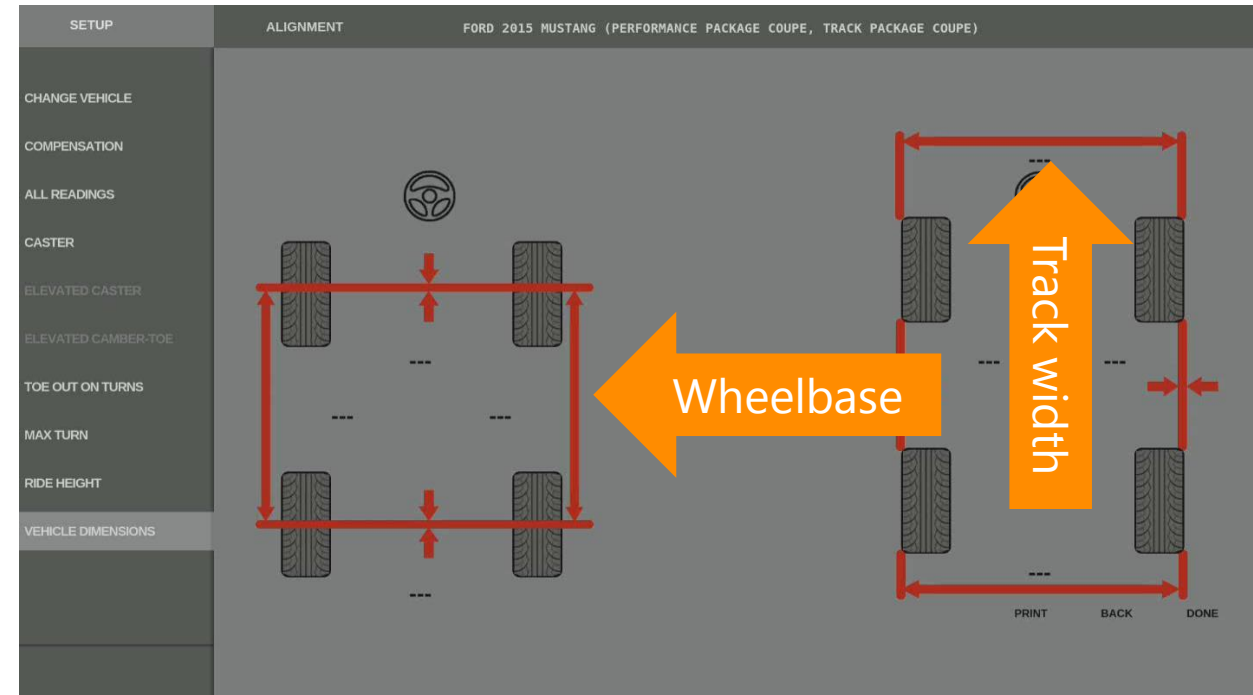 SETUP
ALIGNMENT
FORD 2015 MUSTANG (PERFORMANCE PACKAGE COUPE, TRACK PACKAGE COUPE)
CHANGE VEHICLE
COMPENSATION
ALL READINGS
CASTER
ELEVATED CASTER
ELEVATED CAMBER-TOE
TOE OUT ON TURNS
MAX TURN
RIDE HEIGHT
VEHICLE DIMENSIONS
---
---
---
---
Wheelbase
---
Track width
---
---
---
PRINT
BACK
DONE